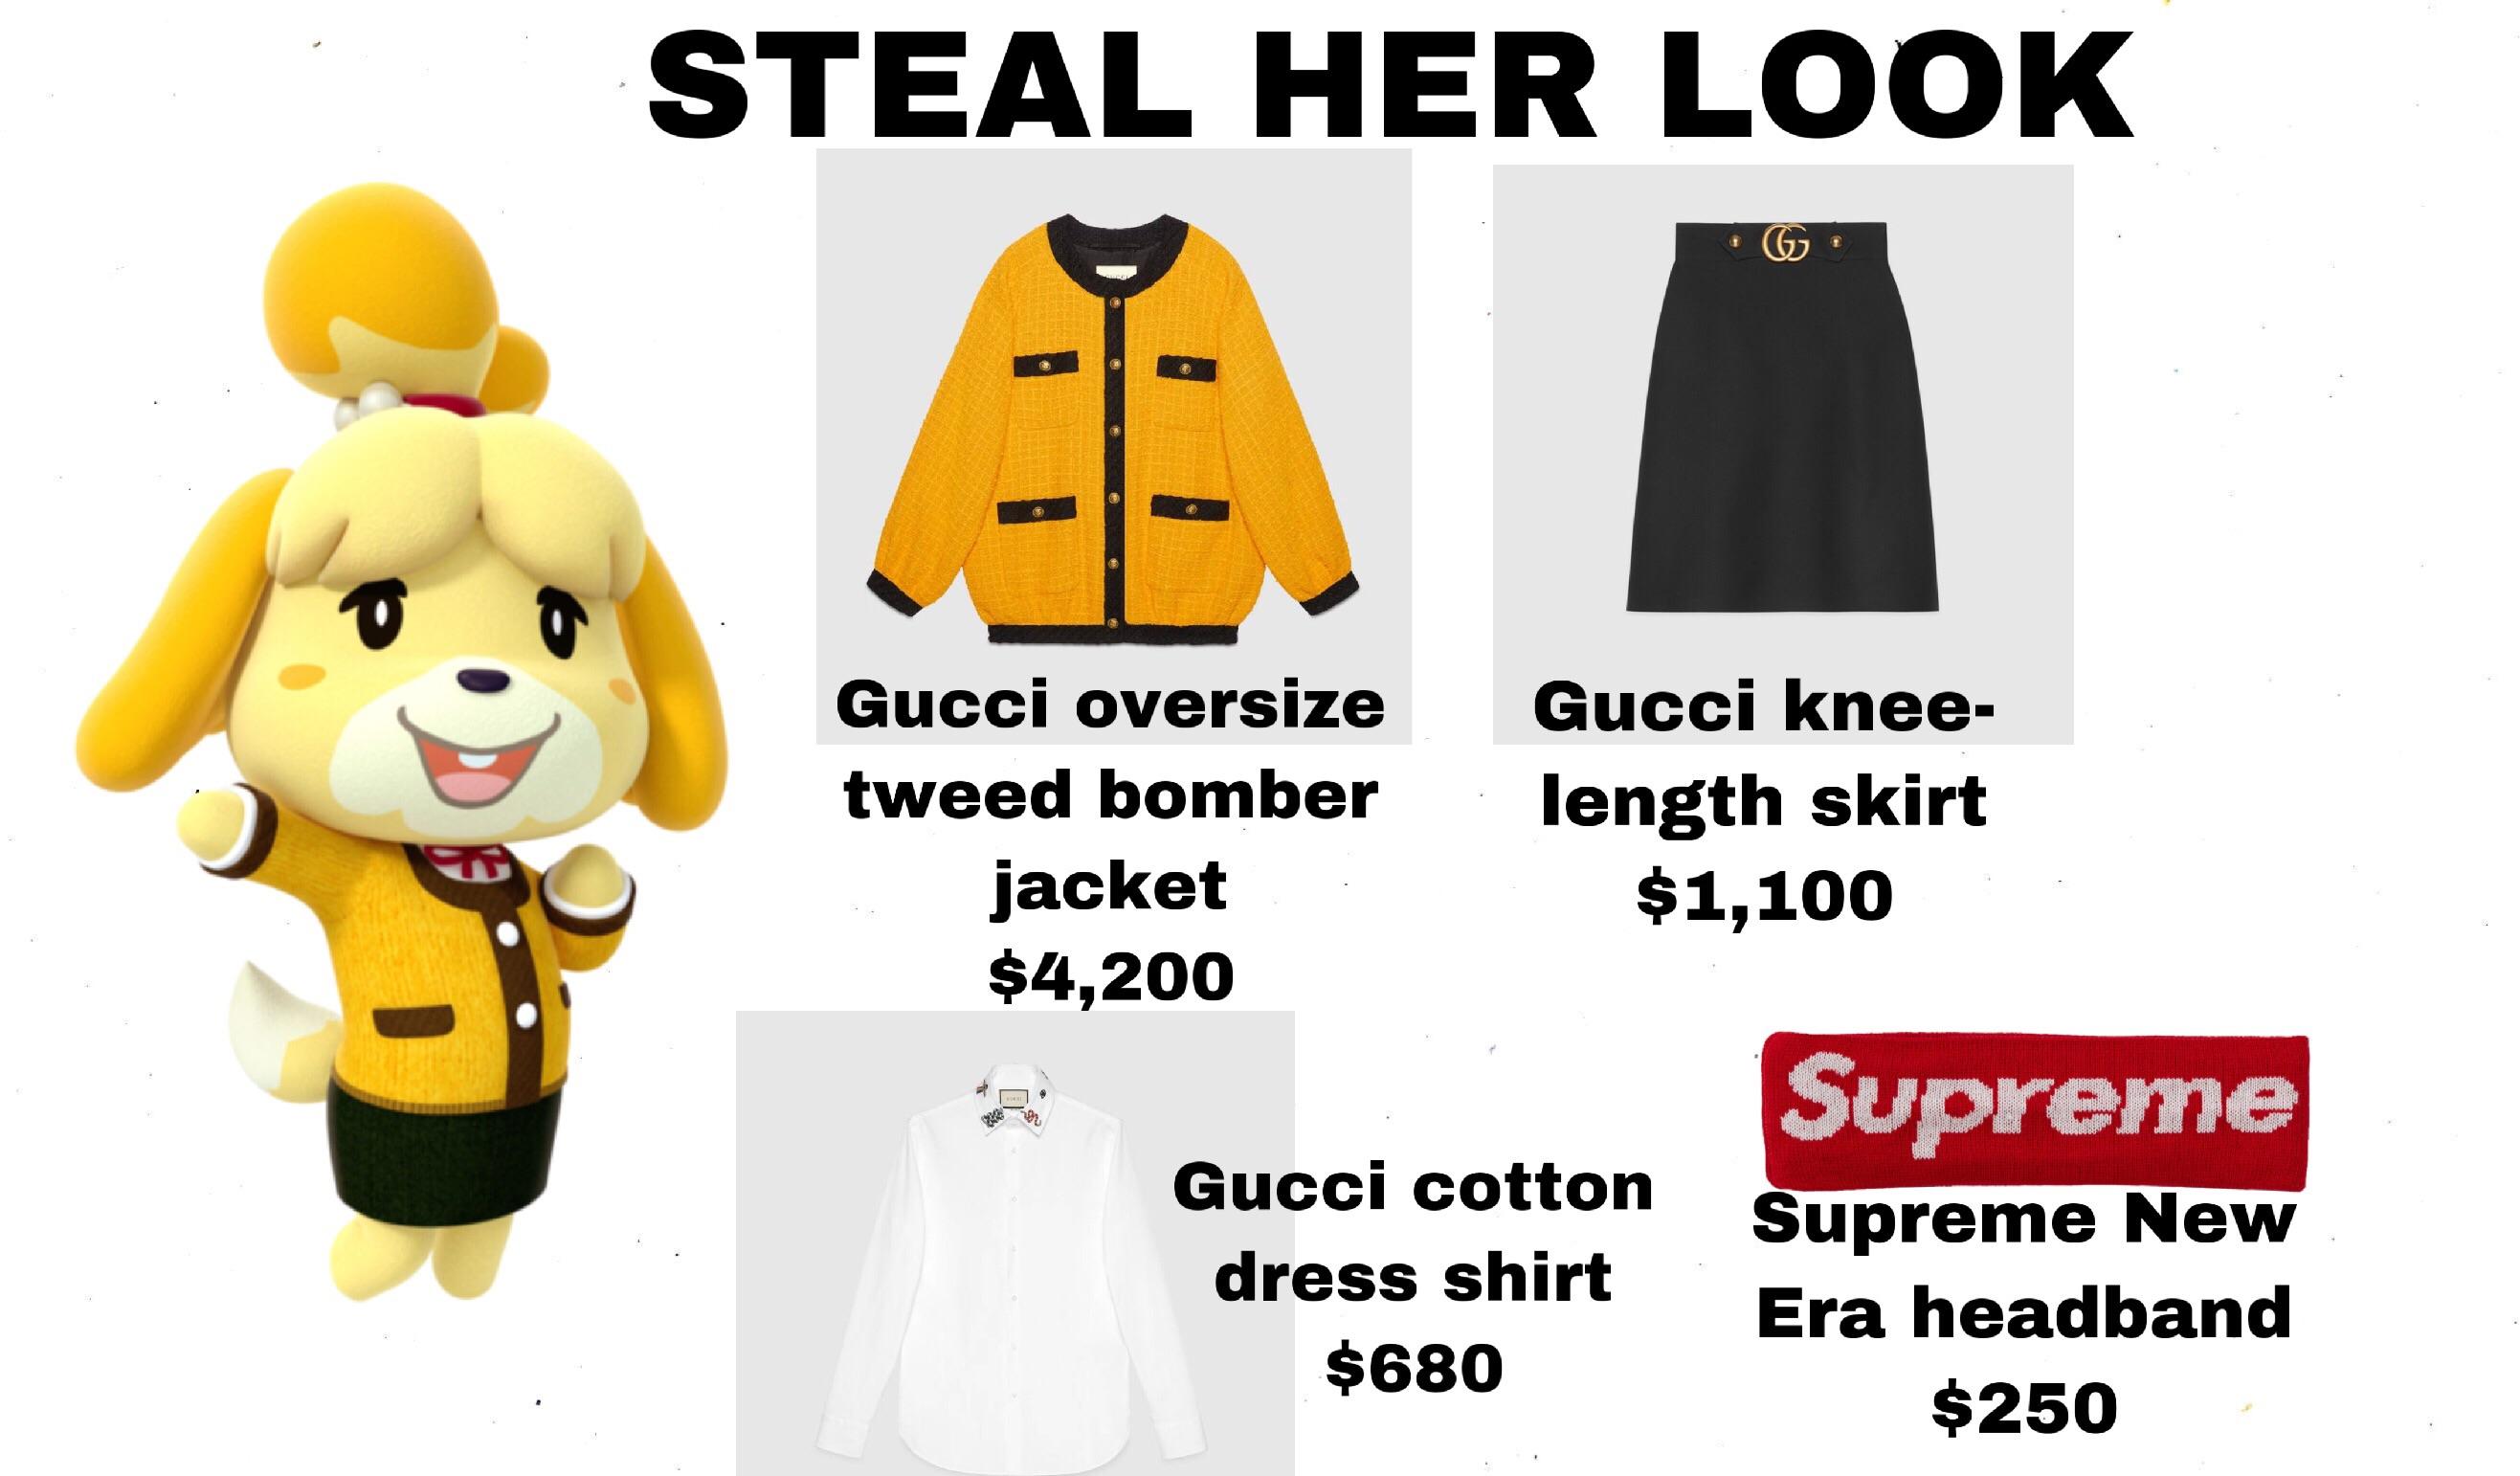 STEAL HER LOOK
Gucci oversize
tweed bomber
jacket
$4,200
Gucci knee-
length skirt
$1,100
Gucci cotton
dress shirt
$680
Supreme
Supreme New
Era headband
$250